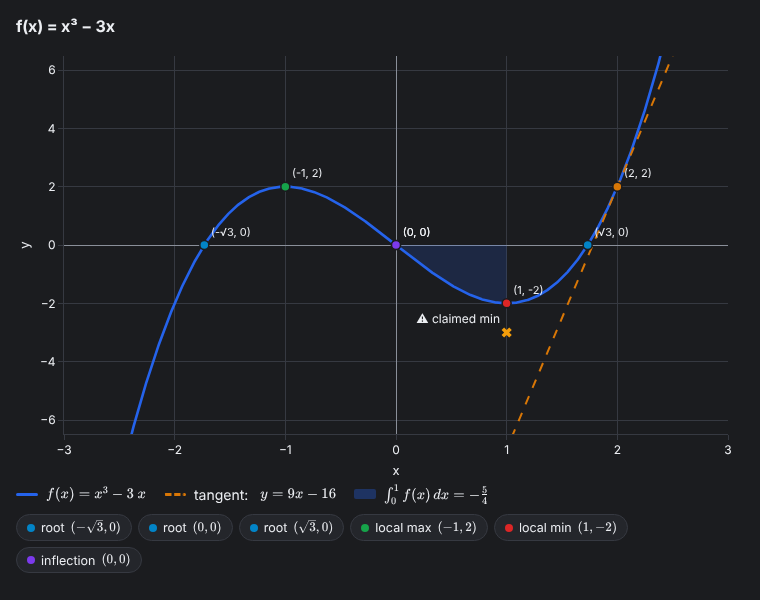 f(x) = x³ − 3x
6
4
2
0
−2
−4
−6
y
(-1, 2)
(2, 2)
(-√3, 0)
(0, 0)
(√3, 0)
(1, -2)
⚠ claimed min
−3
−2
−1
0
1
2
3
x
f(x) = x³ − 3 x
tangent: y = 9x − 16
∫₀¹ f(x) dx = −5/4
root (−√3, 0)
root (0, 0)
root (√3, 0)
local max (−1, 2)
local min (1, −2)
inflection (0, 0)